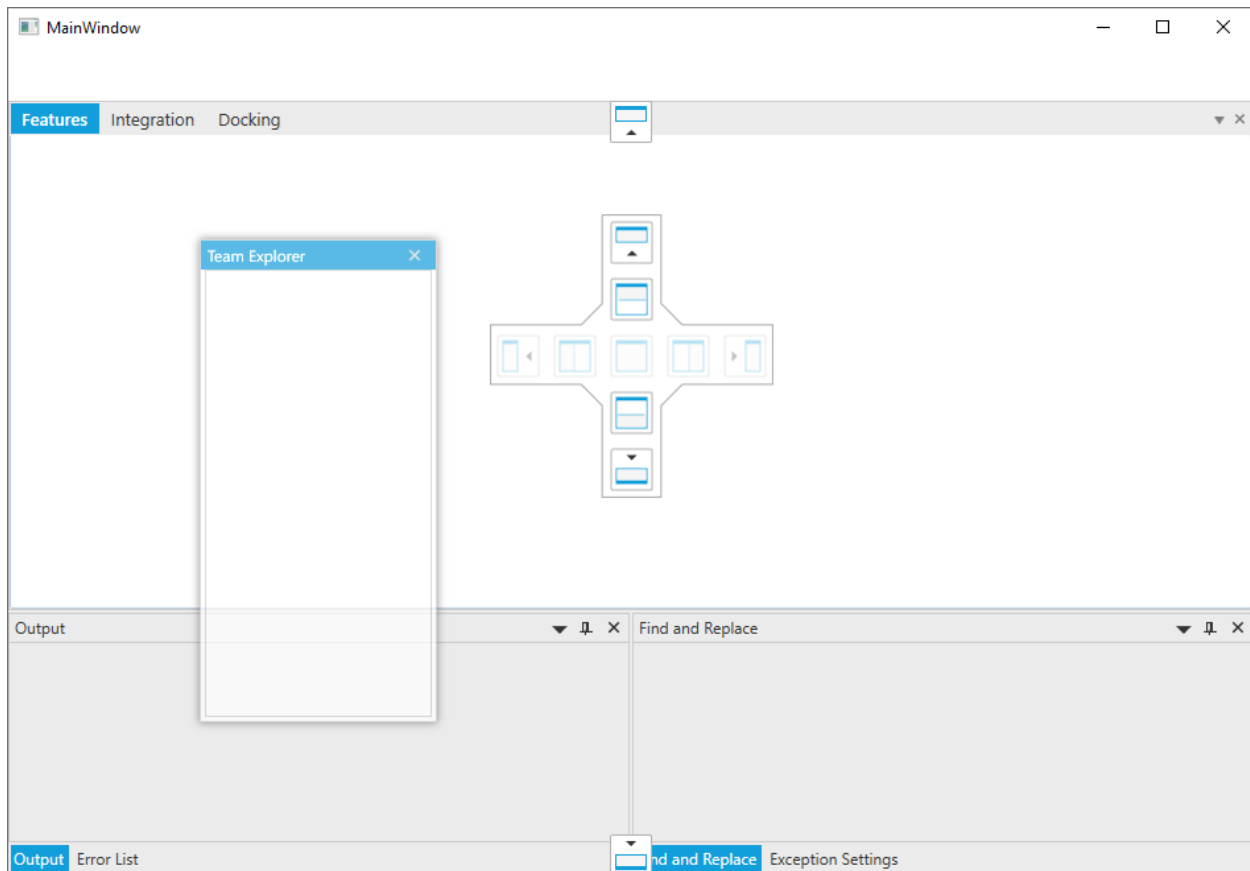 MainWindow
Features Integration Docking
Team Explorer
Output Find and Replace
Output Error List nd and Replace Exception Settings